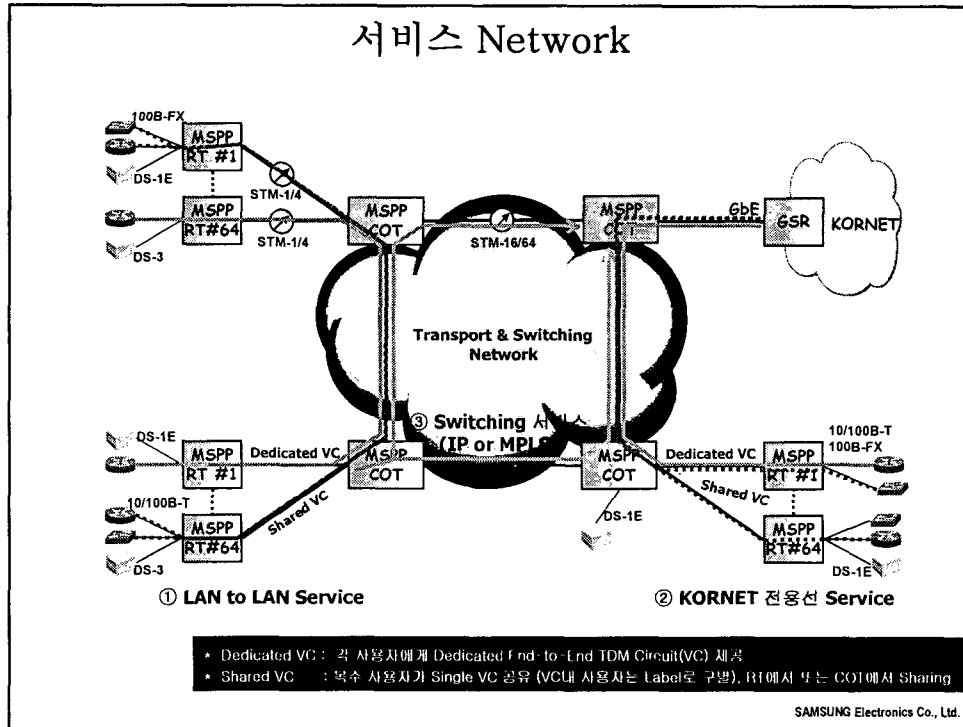 서비스 Network
100B-FX
MSPP
RT #1
DS-1E
STM-1/4
MSPP
RT#64
STM-1/4
DS-3
MSPP
COT
STM-16/64
MSPP
GbE
GSR
KORNET
Transport & Switching
Network
③ Switching 서비스
(IP or MPLS
DS-1E
MSPP
RT #1
Dedicated VC
MSPP
COT
10/100B-T
MSPP
RT#64
Shared VC
DS-3
MSPP
COT
DS-1E
Dedicated VC
Shared VC
MSPP
RT #1
10/100B-T
100B-FX
MSPP
RT#64
DS-1E
① LAN to LAN Service
② KORNET 전용선 Service
* Dedicated VC : 각 사용자에게 Dedicated End-to-End TDM Circuit(VC) 제공
* Shared VC : 복수 사용자가 Single VC 공유 (VC내 사용자는 Label로 구별), RT에서 또는 COT에서 Sharing
SAMSUNG Electronics Co., Ltd.